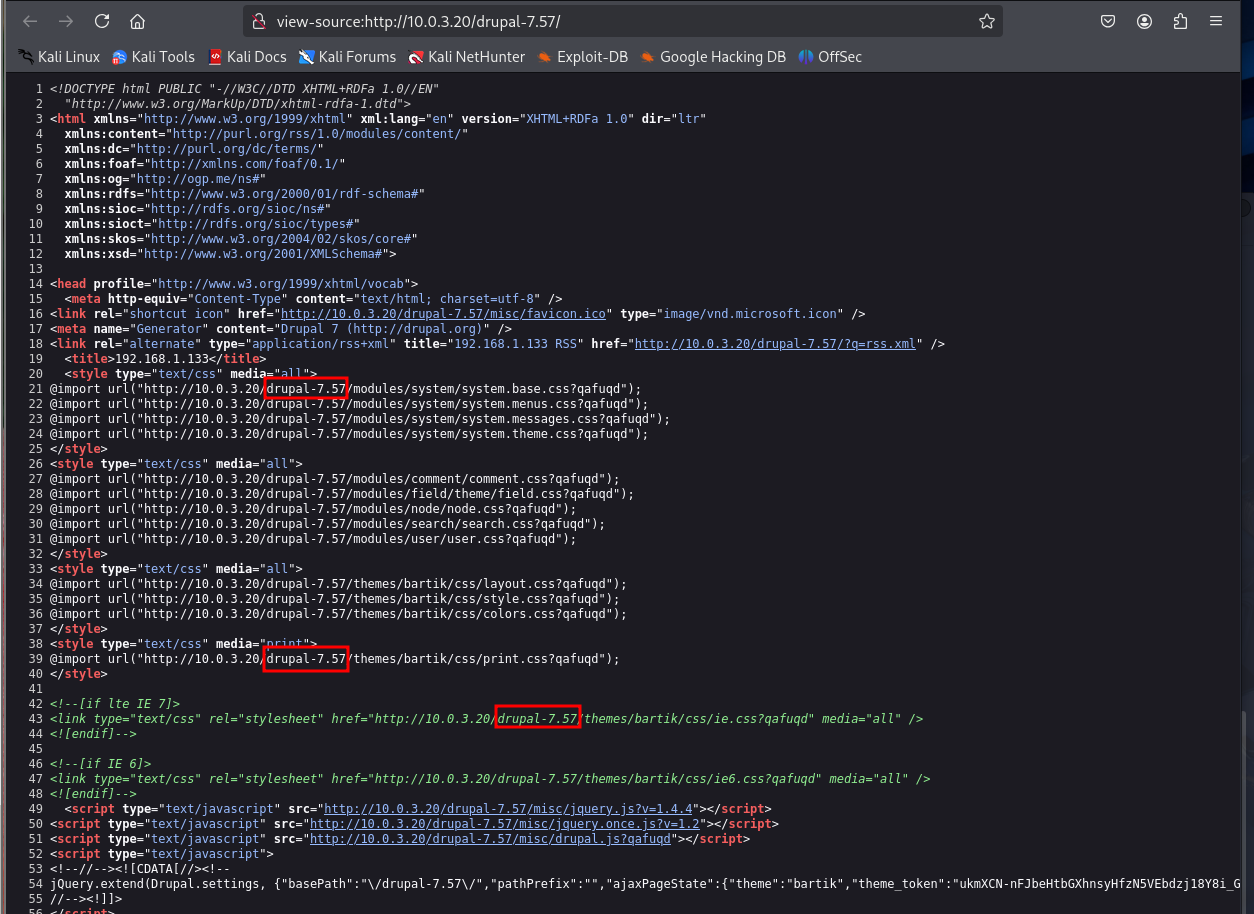 view-source:http://10.0.3.20/drupal-7.57/
Kali Linux Kali Tools Kali Docs Kali Forums Kali NetHunter Exploit-DB Google Hacking DB OffSec
1 <!DOCTYPE html PUBLIC "-//W3C//DTD XHTML+RDFa 1.0//EN"
2 "http://www.w3.org/MarkUp/DTD/xhtml-rdfa-1.dtd">
3 <html xmlns="http://www.w3.org/1999/xhtml" xml:lang="en" version="XHTML+RDFa 1.0" dir="ltr"
4 xmlns:content="http://purl.org/rss/1.0/modules/content/"
5 xmlns:dc="http://purl.org/dc/terms/"
6 xmlns:foaf="http://xmlns.com/foaf/0.1/"
7 xmlns:og="http://ogp.me/ns#"
8 xmlns:rdfs="http://www.w3.org/2000/01/rdf-schema#"
9 xmlns:sioc="http://rdfs.org/sioc/ns#"
10 xmlns:sioct="http://rdfs.org/sioc/types#"
11 xmlns:skos="http://www.w3.org/2004/02/skos/core#"
12 xmlns:xsd="http://www.w3.org/2001/XMLSchema#">
13
14 <head profile="http://www.w3.org/1999/xhtml/vocab">
15 <meta http-equiv="Content-Type" content="text/html; charset=utf-8" />
16 <link rel="shortcut icon" href="http://10.0.3.20/drupal-7.57/misc/favicon.ico" type="image/vnd.microsoft.icon" />
17 <meta name="Generator" content="Drupal 7 (http://drupal.org)" />
18 <link rel="alternate" type="application/rss+xml" title="192.168.1.133 RSS" href="http://10.0.3.20/drupal-7.57/?q=rss.xml" />
19 <title>192.168.1.133</title>
20 <style type="text/css" media="all">
21 @import url("http://10.0.3.20/drupal-7.57/modules/system/system.base.css?qafuqd");
22 @import url("http://10.0.3.20/drupal-7.57/modules/system/system.menus.css?qafuqd");
23 @import url("http://10.0.3.20/drupal-7.57/modules/system/system.messages.css?qafuqd");
24 @import url("http://10.0.3.20/drupal-7.57/modules/system/system.theme.css?qafuqd");
25 </style>
26 <style type="text/css" media="all">
27 @import url("http://10.0.3.20/drupal-7.57/modules/comment/comment.css?qafuqd");
28 @import url("http://10.0.3.20/drupal-7.57/modules/field/theme/field.css?qafuqd");
29 @import url("http://10.0.3.20/drupal-7.57/modules/node/node.css?qafuqd");
30 @import url("http://10.0.3.20/drupal-7.57/modules/search/search.css?qafuqd");
31 @import url("http://10.0.3.20/drupal-7.57/modules/user/user.css?qafuqd");
32 </style>
33 <style type="text/css" media="all">
34 @import url("http://10.0.3.20/drupal-7.57/themes/bartik/css/layout.css?qafuqd");
35 @import url("http://10.0.3.20/drupal-7.57/themes/bartik/css/style.css?qafuqd");
36 @import url("http://10.0.3.20/drupal-7.57/themes/bartik/css/colors.css?qafuqd");
37 </style>
38 <style type="text/css" media="print">
39 @import url("http://10.0.3.20/drupal-7.57/themes/bartik/css/print.css?qafuqd");
40 </style>
41
42 <!--[if lte IE 7]>
43 <link type="text/css" rel="stylesheet" href="http://10.0.3.20/drupal-7.57/themes/bartik/css/ie.css?qafuqd" media="all" />
44 <![endif]-->
45
46 <!--[if IE 6]>
47 <link type="text/css" rel="stylesheet" href="http://10.0.3.20/drupal-7.57/themes/bartik/css/ie6.css?qafuqd" media="all" />
48 <![endif]-->
49 <script type="text/javascript" src="http://10.0.3.20/drupal-7.57/misc/jquery.js?v=1.4.4"></script>
50 <script type="text/javascript" src="http://10.0.3.20/drupal-7.57/misc/jquery.once.js?v=1.2"></script>
51 <script type="text/javascript" src="http://10.0.3.20/drupal-7.57/misc/drupal.js?qafuqd"></script>
52 <script type="text/javascript">
53 <!--//--><![CDATA[//><!--
54 jQuery.extend(Drupal.settings, {"basePath":"\/drupal-7.57\/","pathPrefix":"","ajaxPageState":{"theme":"bartik","theme_token":"ukmXCN-nFJbeHtbGXhnsyHfzN5VEbdzj18Y8i_G
55 //--><!]]>
56 </script>